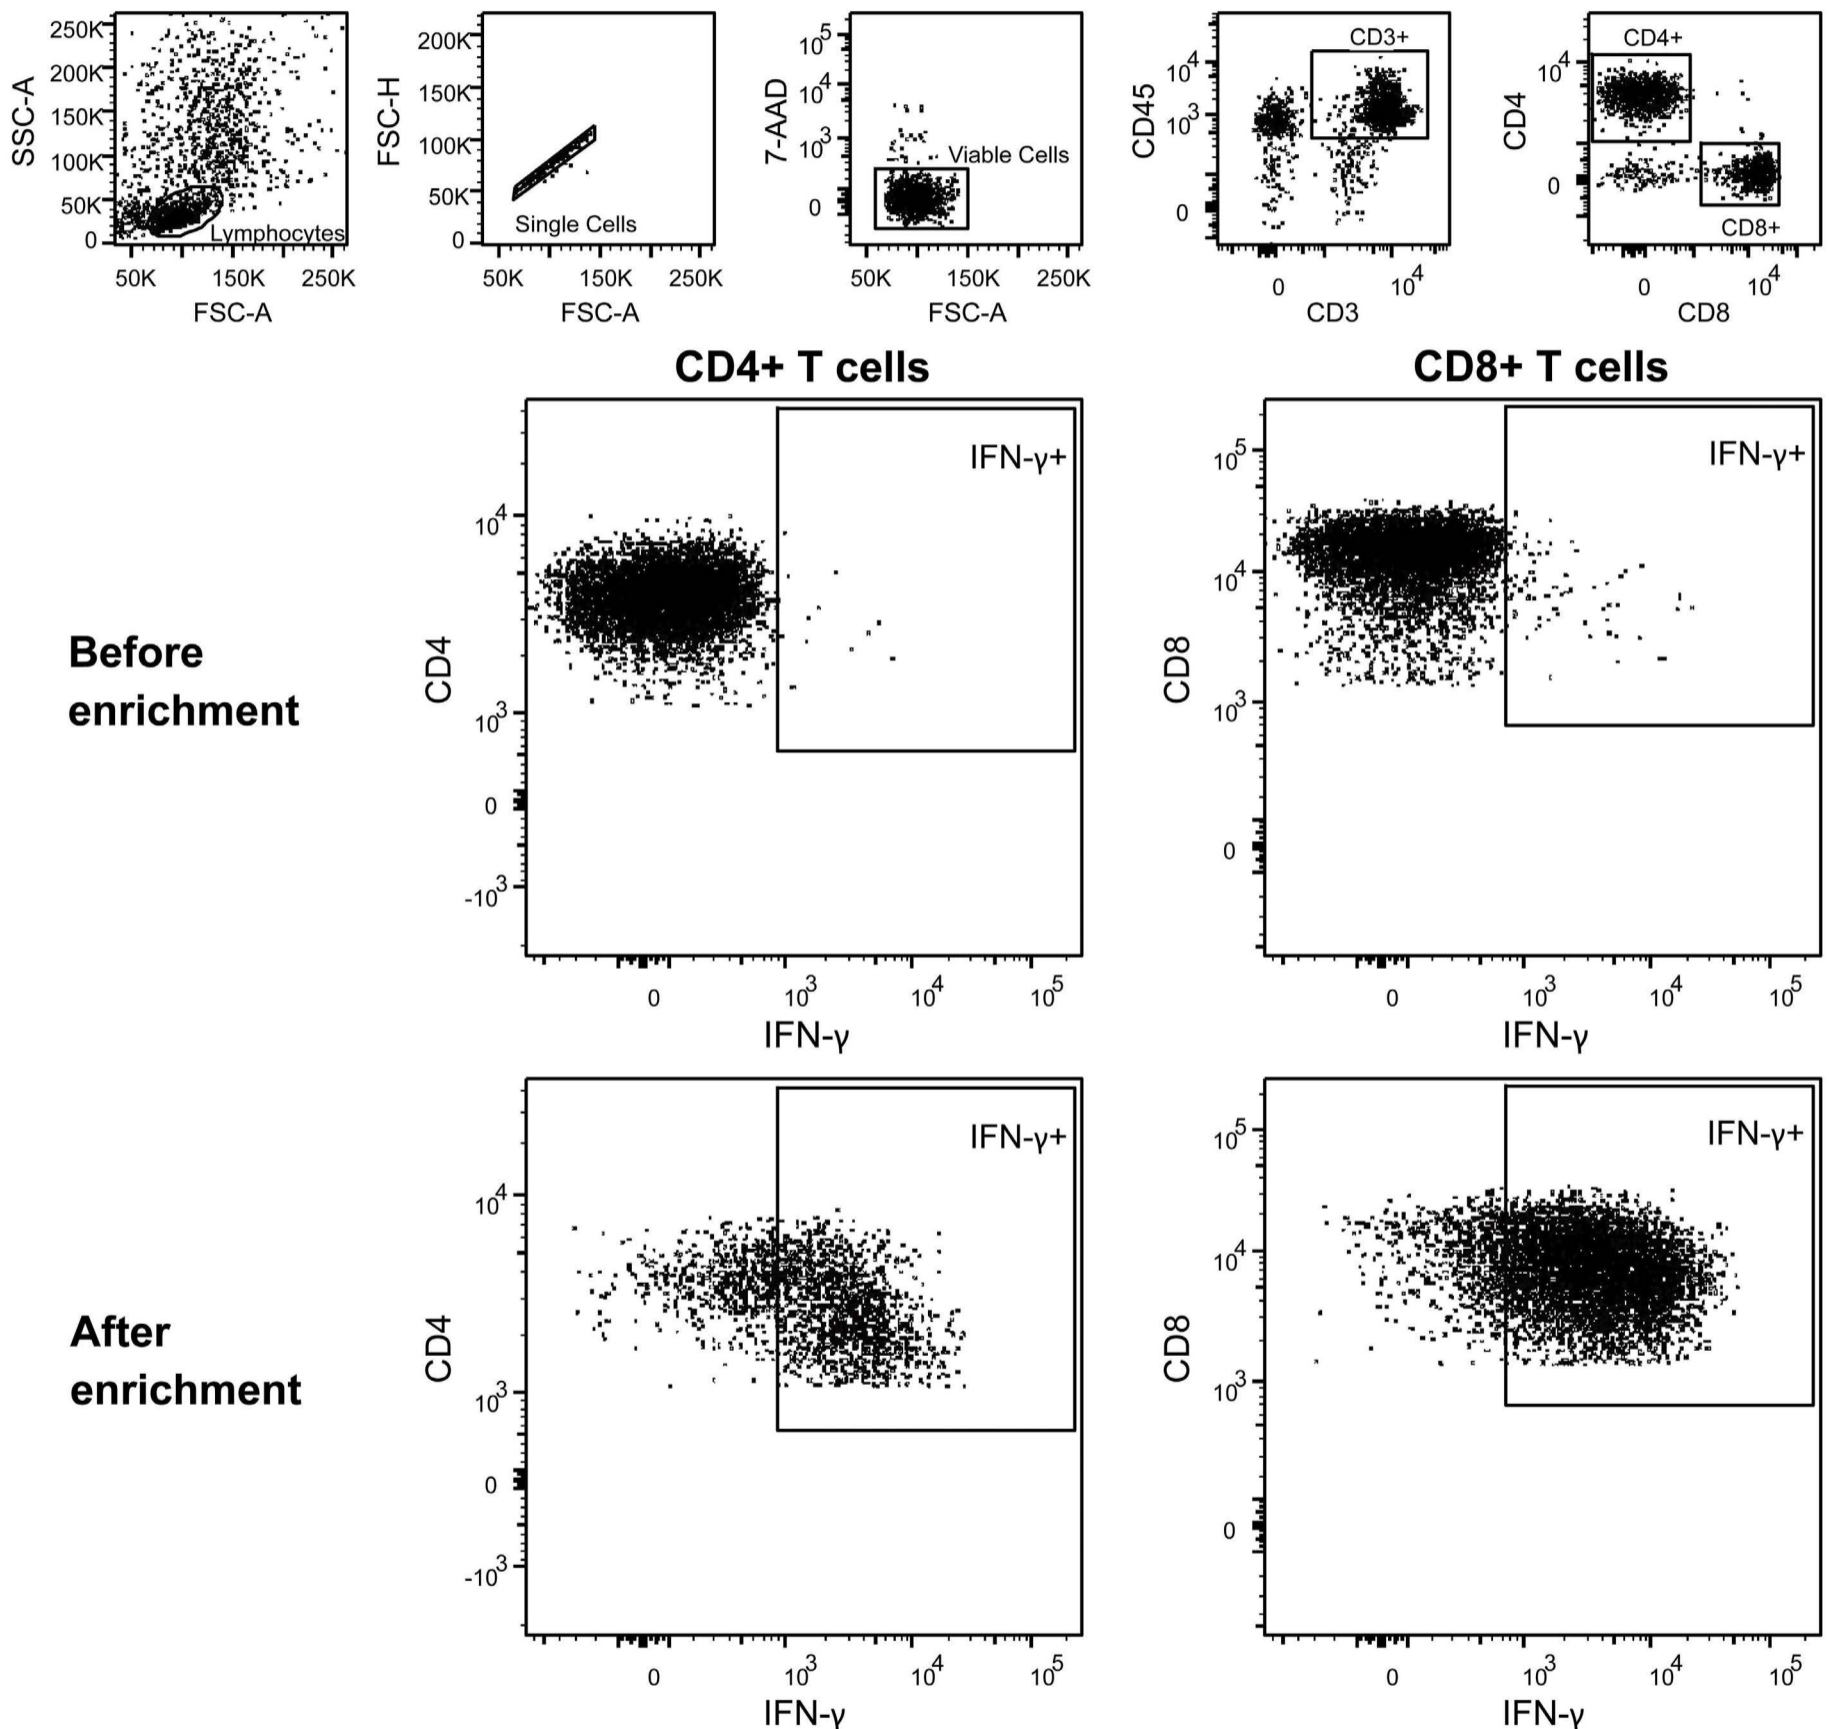 250K
200K
150K
100K
50K
0
SSC-A
Lymphocytes
50K 150K 250K
FSC-A
200K
150K
100K
50K
0
FSC-H
Single Cells
50K 150K 250K
FSC-A
10^5
10^4
10^3
0
7-AAD
Viable Cells
50K 150K 250K
FSC-A
10^4
10^3
0
CD45
CD3+
0 10^4
CD3
10^4
0
CD4
CD4+
CD8+
0 10^4
CD8
CD4+ T cells
CD8+ T cells
Before
enrichment
IFN-γ+
10^4
10^3
0
-10^3
CD4
0 10^3 10^4 10^5
IFN-γ
IFN-γ+
10^5
10^4
10^3
0
CD8
0 10^3 10^4 10^5
IFN-γ
After
enrichment
IFN-γ+
10^4
10^3
0
-10^3
CD4
0 10^3 10^4 10^5
IFN-γ
IFN-γ+
10^5
10^4
10^3
0
CD8
0 10^3 10^4 10^5
IFN-γ